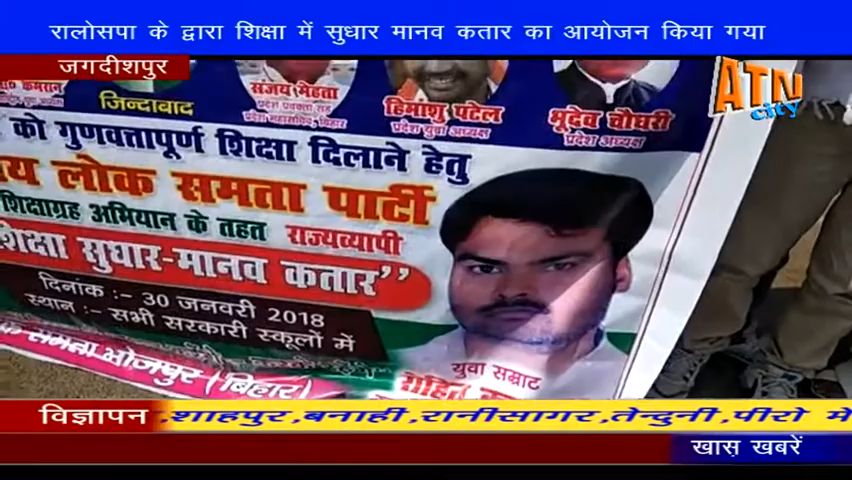 रालोसपा के द्वारा शिक्षा में सुधार मानव कतार का आयोजन किया गया
जगदीशपुर
ATN
city
जिन्दाबाद
संजय मेहता
हिमांशु पटेल
प्रदेश युवा अध्यक्ष
भूदेव चौधरी
प्रदेश अध्यक्ष
को गुणवत्तापूर्ण शिक्षा दिलाने हेतु
लोक समता पार्टी
शिक्षाग्रह अभियान के तहत राज्यव्यापी
शिक्षा सुधार-मानव कतार”
दिनांक :- 30 जनवरी 2018
स्थान :- सभी सरकारी स्कूलों में
समता भोजपुर (बिहार)
युवा सम्राट
विज्ञापन
,शाहपुर,बनाही,रानीसागर,तेन्दुनी,पीरो में
खास़ खबरें